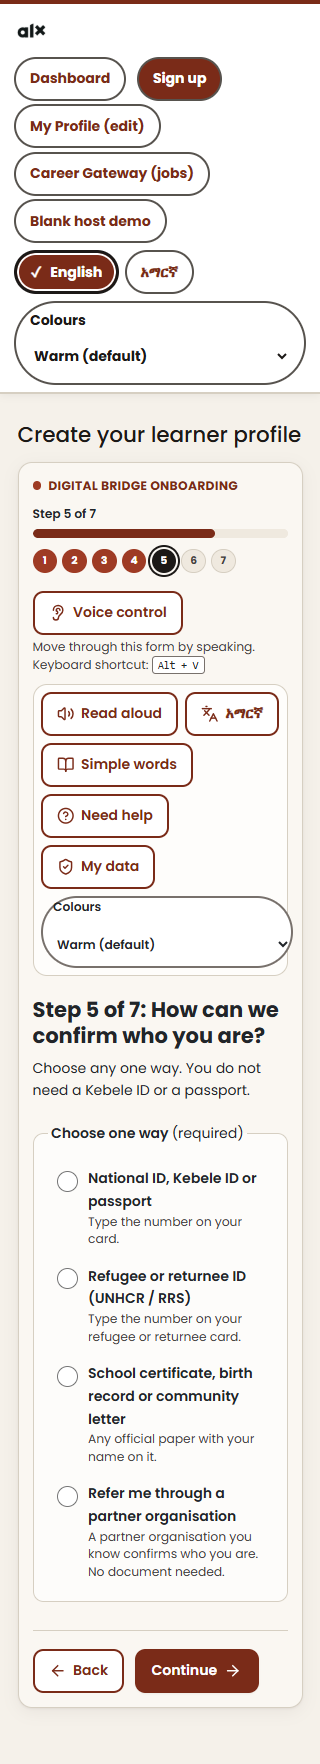 alx
Dashboard
Sign up
My Profile (edit)
Career Gateway (jobs)
Blank host demo
✓ English
አማርኛ
Colours
Warm (default)
Create your learner profile
DIGITAL BRIDGE ONBOARDING
Step 5 of 7
1 2 3 4 5 6 7
Voice control
Move through this form by speaking.
Keyboard shortcut: Alt + V
Read aloud
አማርኛ
Simple words
Need help
My data
Colours
Warm (default)
Step 5 of 7: How can we
confirm who you are?
Choose any one way. You do not
need a Kebele ID or a passport.
Choose one way (required)
National ID, Kebele ID or
passport
Type the number on your
card.
Refugee or returnee ID
(UNHCR / RRS)
Type the number on your
refugee or returnee card.
School certificate, birth
record or community
letter
Any official paper with your
name on it.
Refer me through a
partner organisation
A partner organisation you
know confirms who you are.
No document needed.
← Back
Continue →